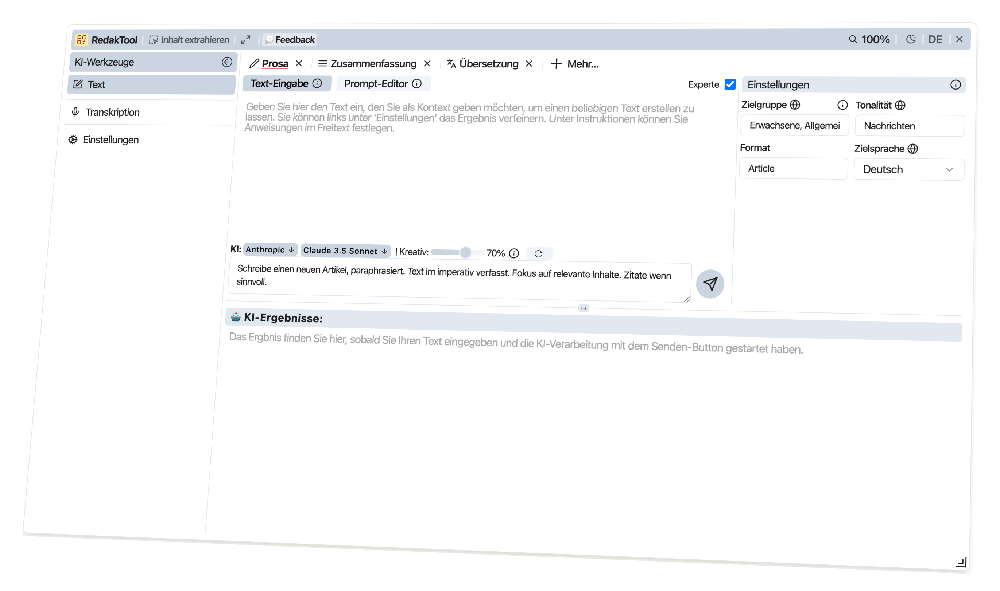 RedakTool
Inhalt extrahieren
Feedback
100%
DE
KI-Werkzeuge
Text
Transkription
Einstellungen
Prosa
Zusammenfassung
Übersetzung
Mehr...
Text-Eingabe
Prompt-Editor
Experte
Geben Sie hier den Text ein, den Sie als Kontext geben möchten, um einen beliebigen Text erstellen zu
lassen. Sie können links unter 'Einstellungen' das Ergebnis verfeinern. Unter Instruktionen können Sie
Anweisungen im Freitext festlegen.
KI: Anthropic Claude 3.5 Sonnet | Kreativ: 70%
Schreibe einen neuen Artikel, paraphrasiert. Text im imperativ verfasst. Fokus auf relevante Inhalte. Zitate wenn
sinnvoll.
Einstellungen
Zielgruppe
Tonalität
Erwachsene, Allgemei
Nachrichten
Format
Zielsprache
Article
Deutsch
KI-Ergebnisse:
Das Ergbnis finden Sie hier, sobald Sie Ihren Text eingegeben und die KI-Verarbeitung mit dem Senden-Button gestartet haben.